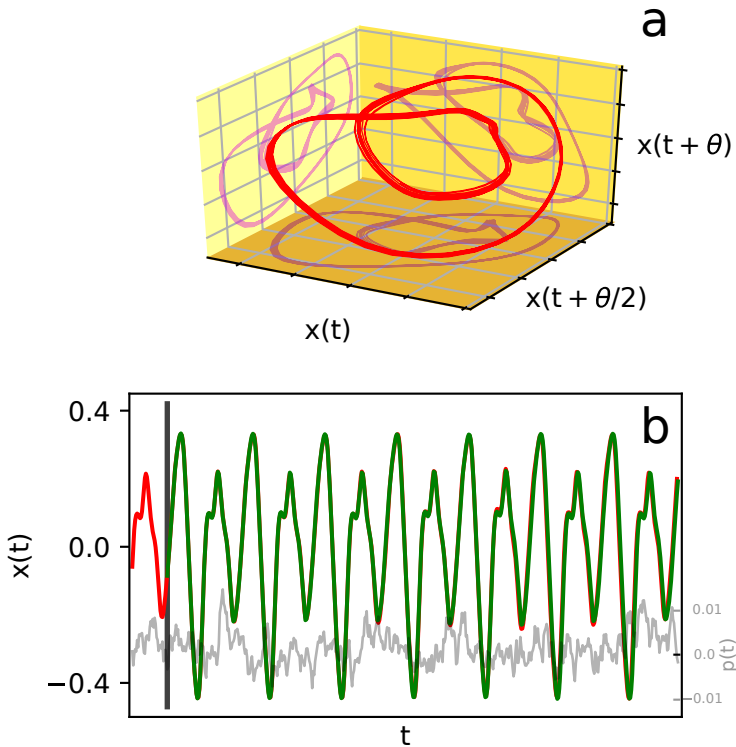 a
x(t + θ)
x(t + θ/2)
x(t)
b
0.4
0.0
−0.4
x(t)
0.01
0.0
−0.01
p(t)
t